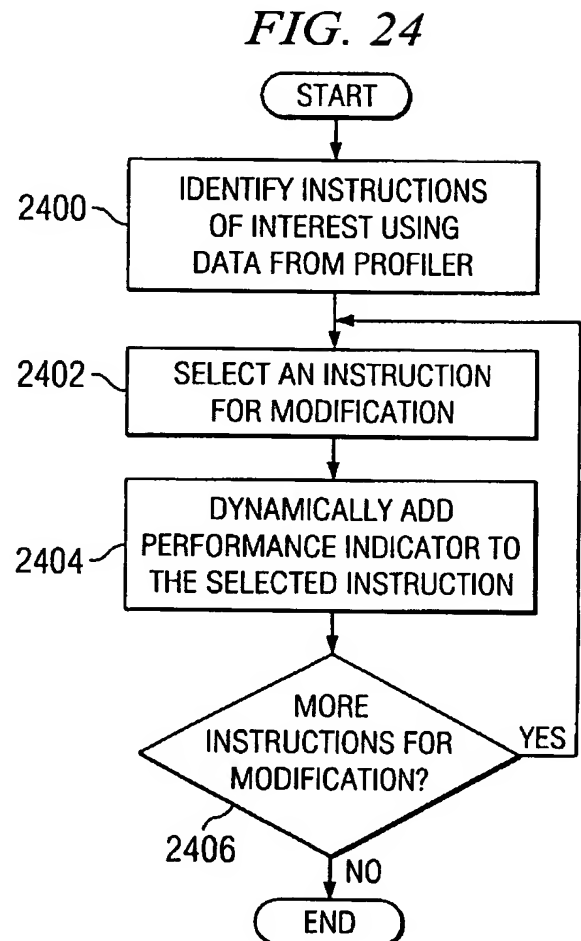 FIG. 24
START
2400
IDENTIFY INSTRUCTIONS
OF INTEREST USING
DATA FROM PROFILER
2402
SELECT AN INSTRUCTION
FOR MODIFICATION
2404
DYNAMICALLY ADD
PERFORMANCE INDICATOR TO
THE SELECTED INSTRUCTION
MORE
INSTRUCTIONS FOR
MODIFICATION?
YES
2406
NO
END